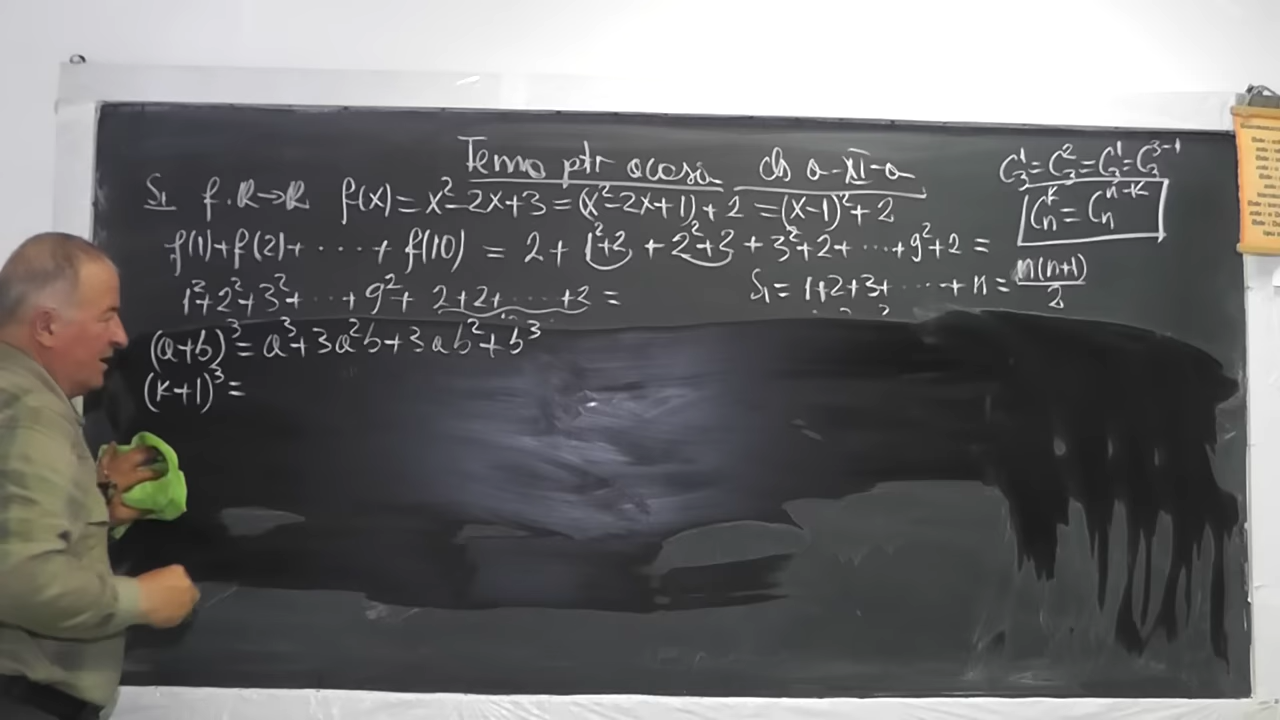 Tema ptr acasa cls a-XI-a
C₃¹=C₃²=C₃¹=C₃³⁻¹
S₁ f:R→R f(x)=x²-2x+3=(x²-2x+1)+2=(x-1)²+2
Cₙᵏ=Cₙⁿ⁻ᵏ
f(1)+f(2)+·····+f(10) = 2+1²+2+2²+2+3²+2+···+9²+2=
1²+2²+3²+···+9²+2+2+·····+2=
S₁=1+2+3+·····+n=n(n+1)/2
(a+b)³=a³+3a²b+3ab²+b³
(k+1)³=